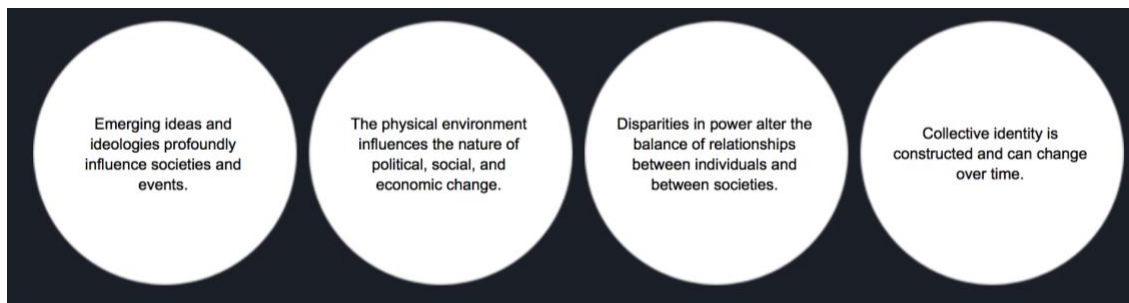 Emerging ideas and
ideologies profoundly
influence societies and
events.
The physical environment
influences the nature of
political, social, and
economic change.
Disparities in power alter the
balance of relationships
between individuals and
between societies.
Collective identity is
constructed and can change
over time.